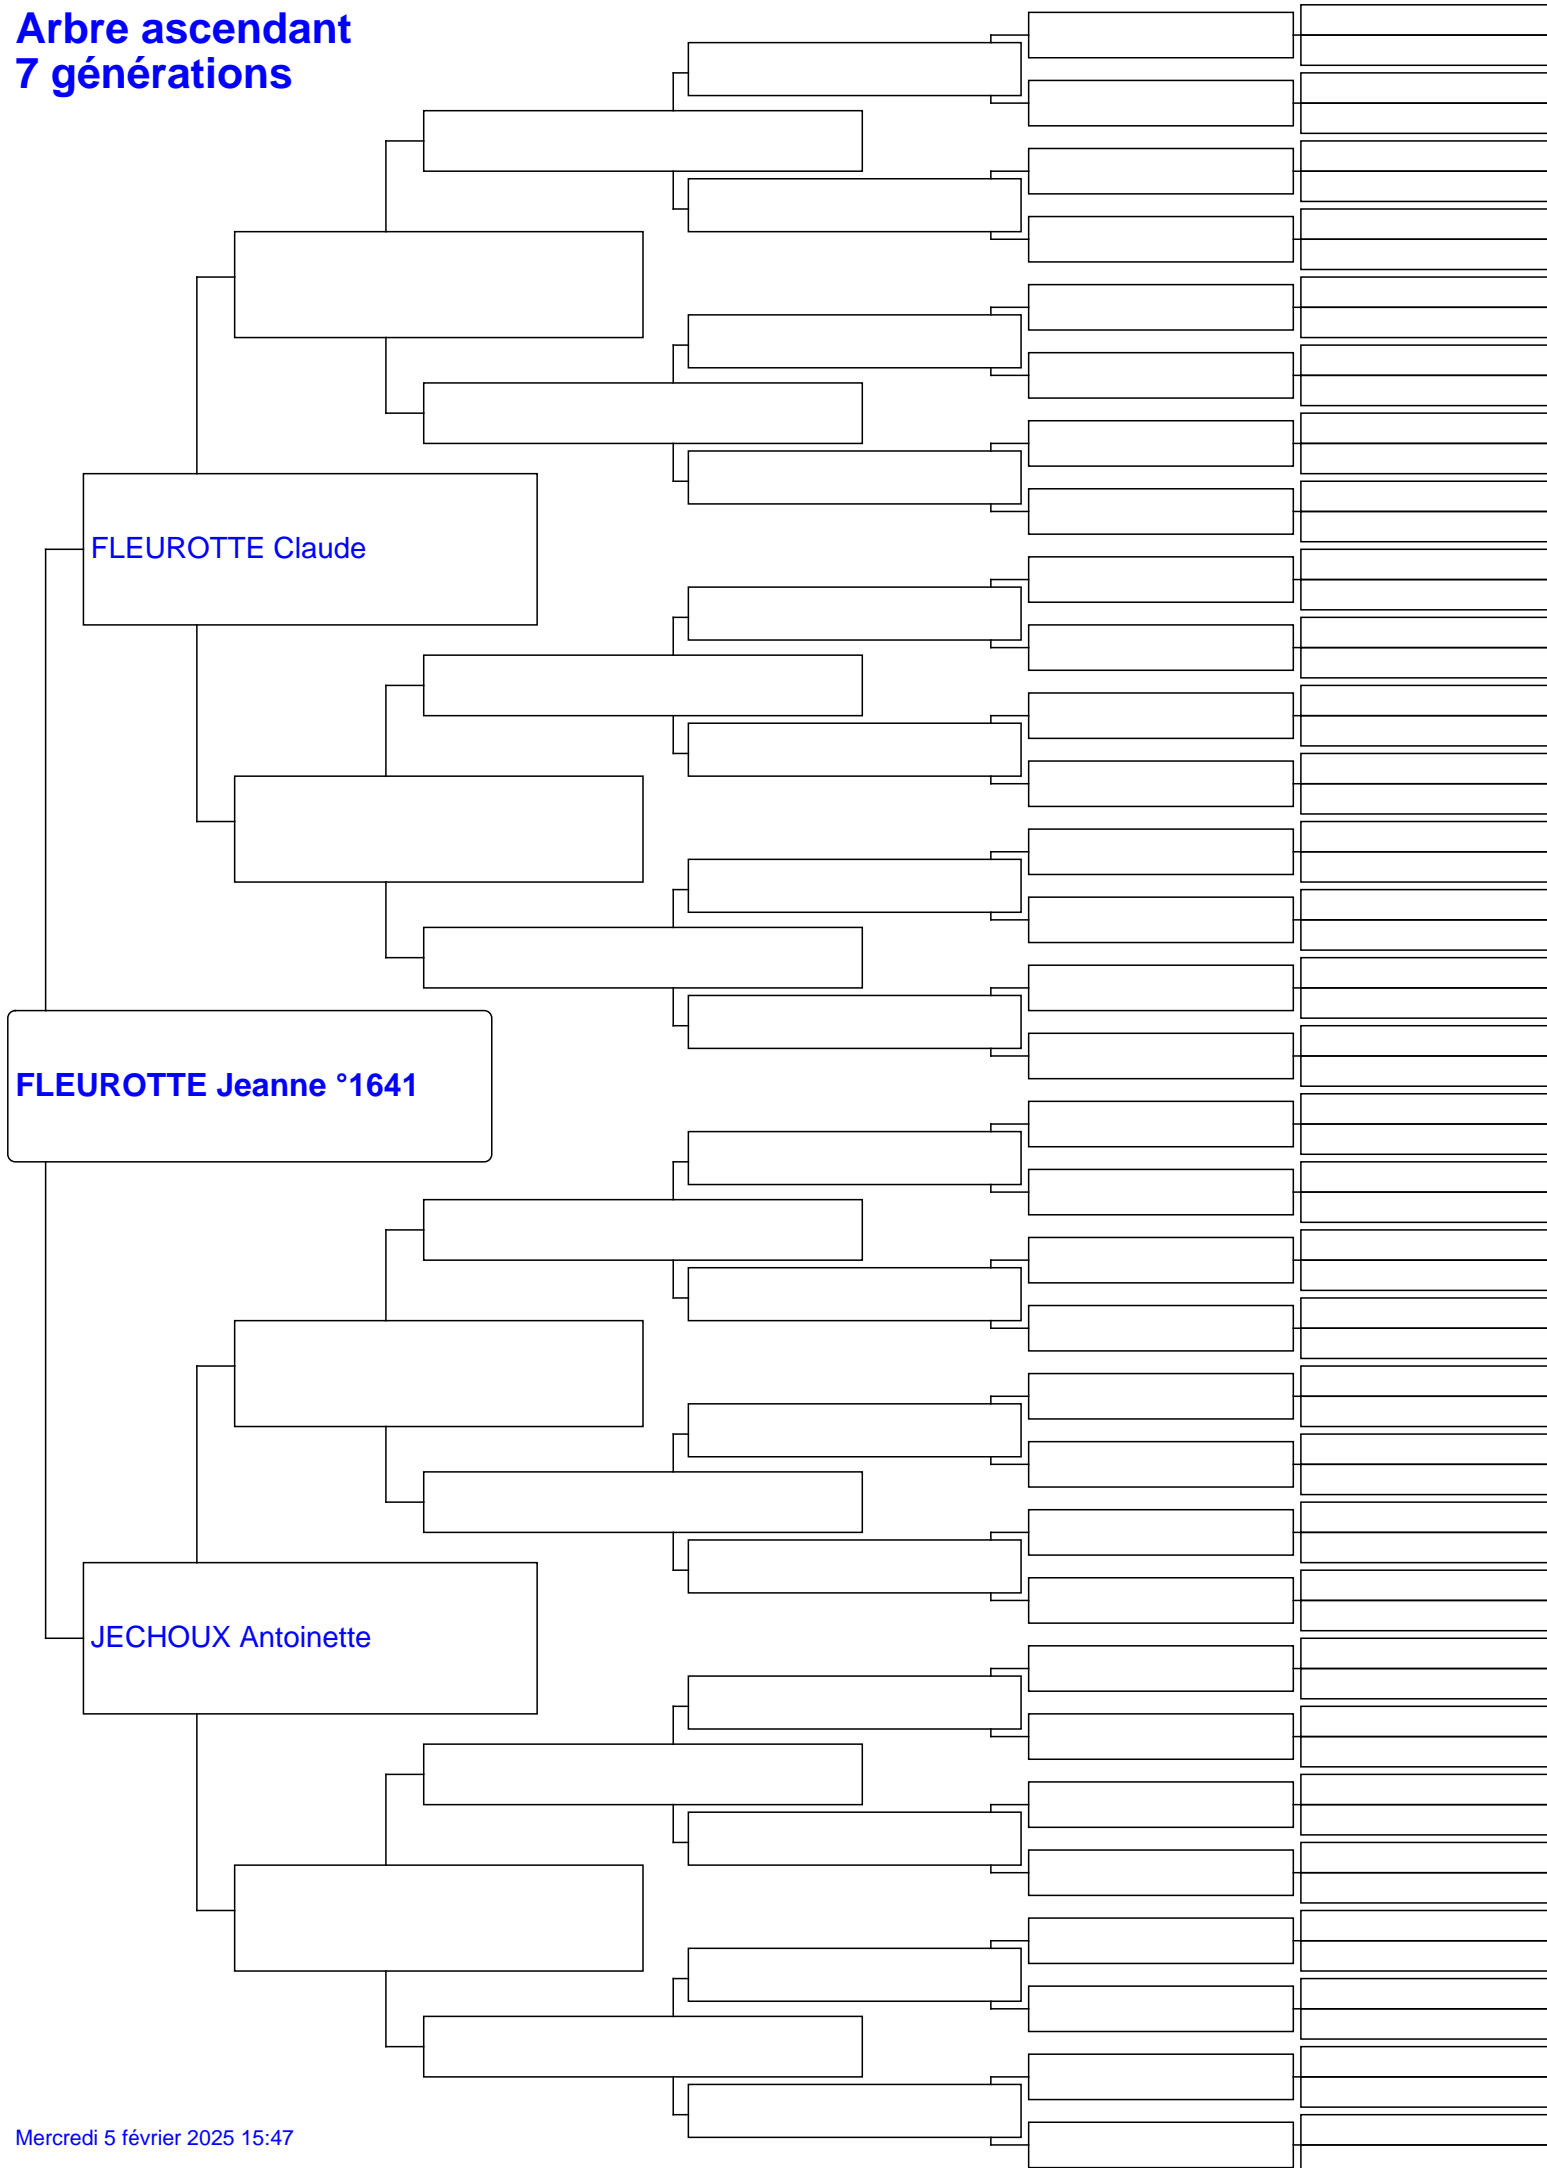 Arbre ascendant
7 générations
FLEUROTTE Claude
FLEUROTTE Jeanne °1641
JECHOUX Antoinette
Mercredi 5 février 2025 15:47